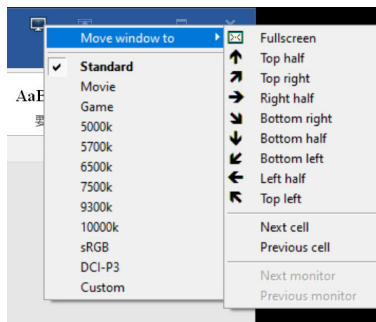 Move window to
Standard
Movie
Game
5000k
5700k
6500k
7500k
9300k
10000k
sRGB
DCI-P3
Custom
Fullscreen
Top half
Top right
Right half
Bottom right
Bottom half
Bottom left
Left half
Top left
Next cell
Previous cell
Next monitor
Previous monitor